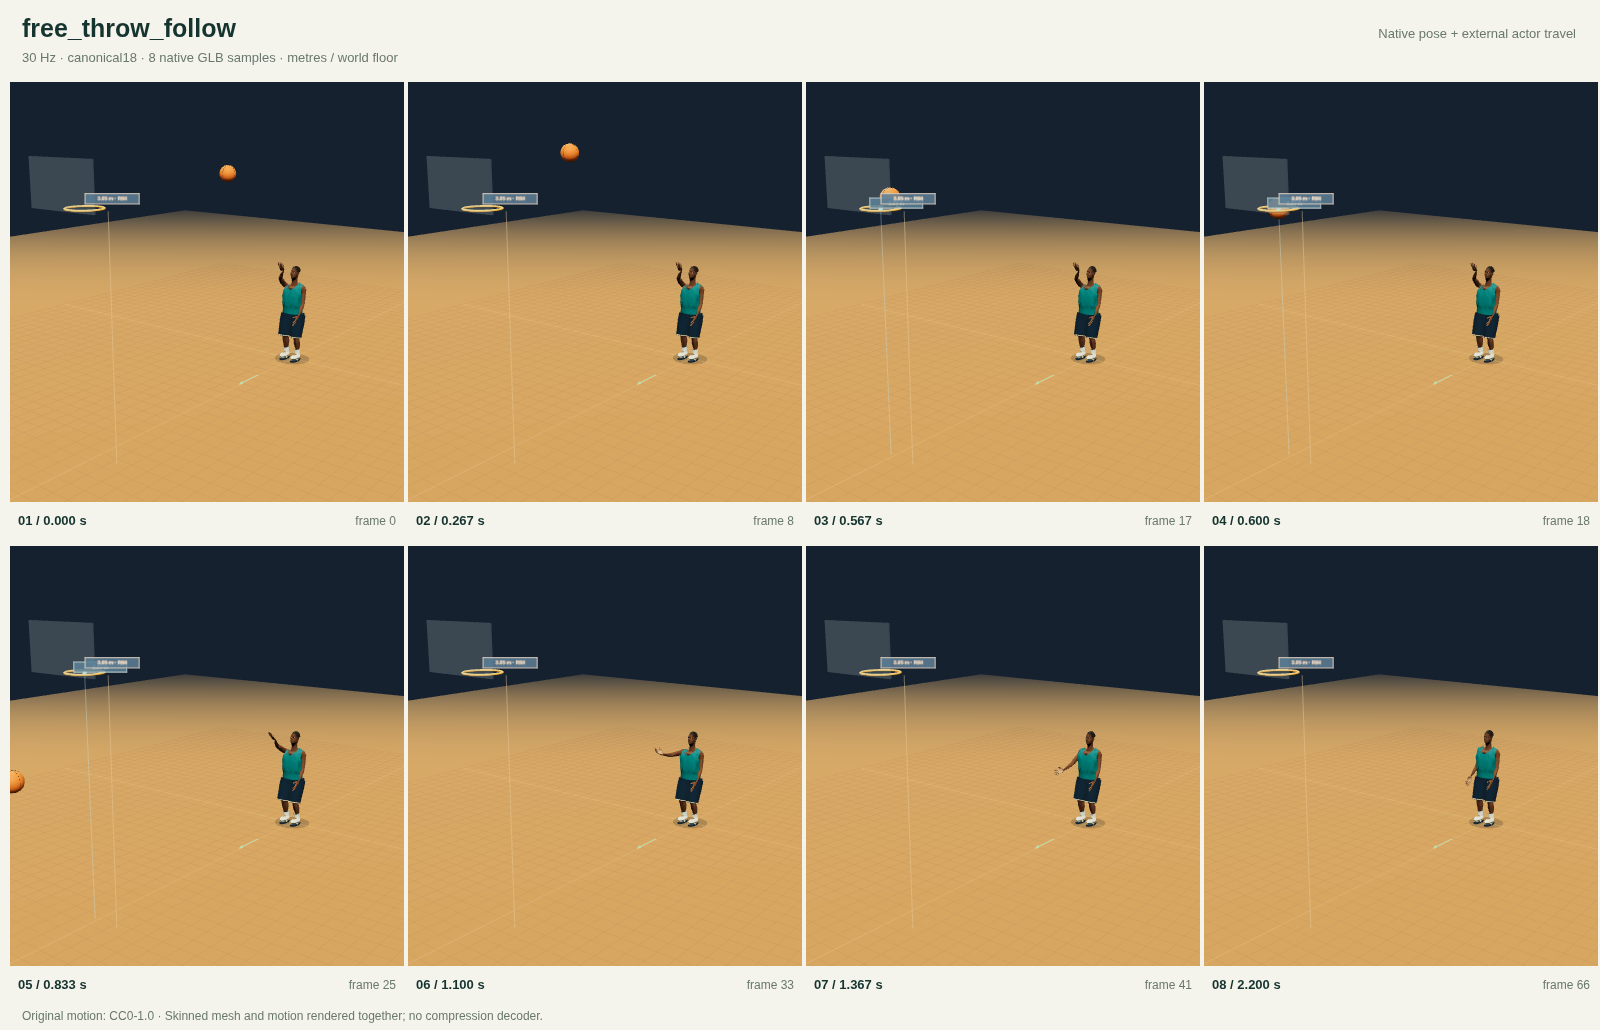 free_throw_follow
Native pose + external actor travel
30 Hz · canonical18 · 8 native GLB samples · metres / world floor
01 / 0.000 s
frame 0
02 / 0.267 s
frame 8
03 / 0.567 s
frame 17
04 / 0.600 s
frame 18
05 / 0.833 s
frame 25
06 / 1.100 s
frame 33
07 / 1.367 s
frame 41
08 / 2.200 s
frame 66
Original motion: CC0-1.0 · Skinned mesh and motion rendered together; no compression decoder.